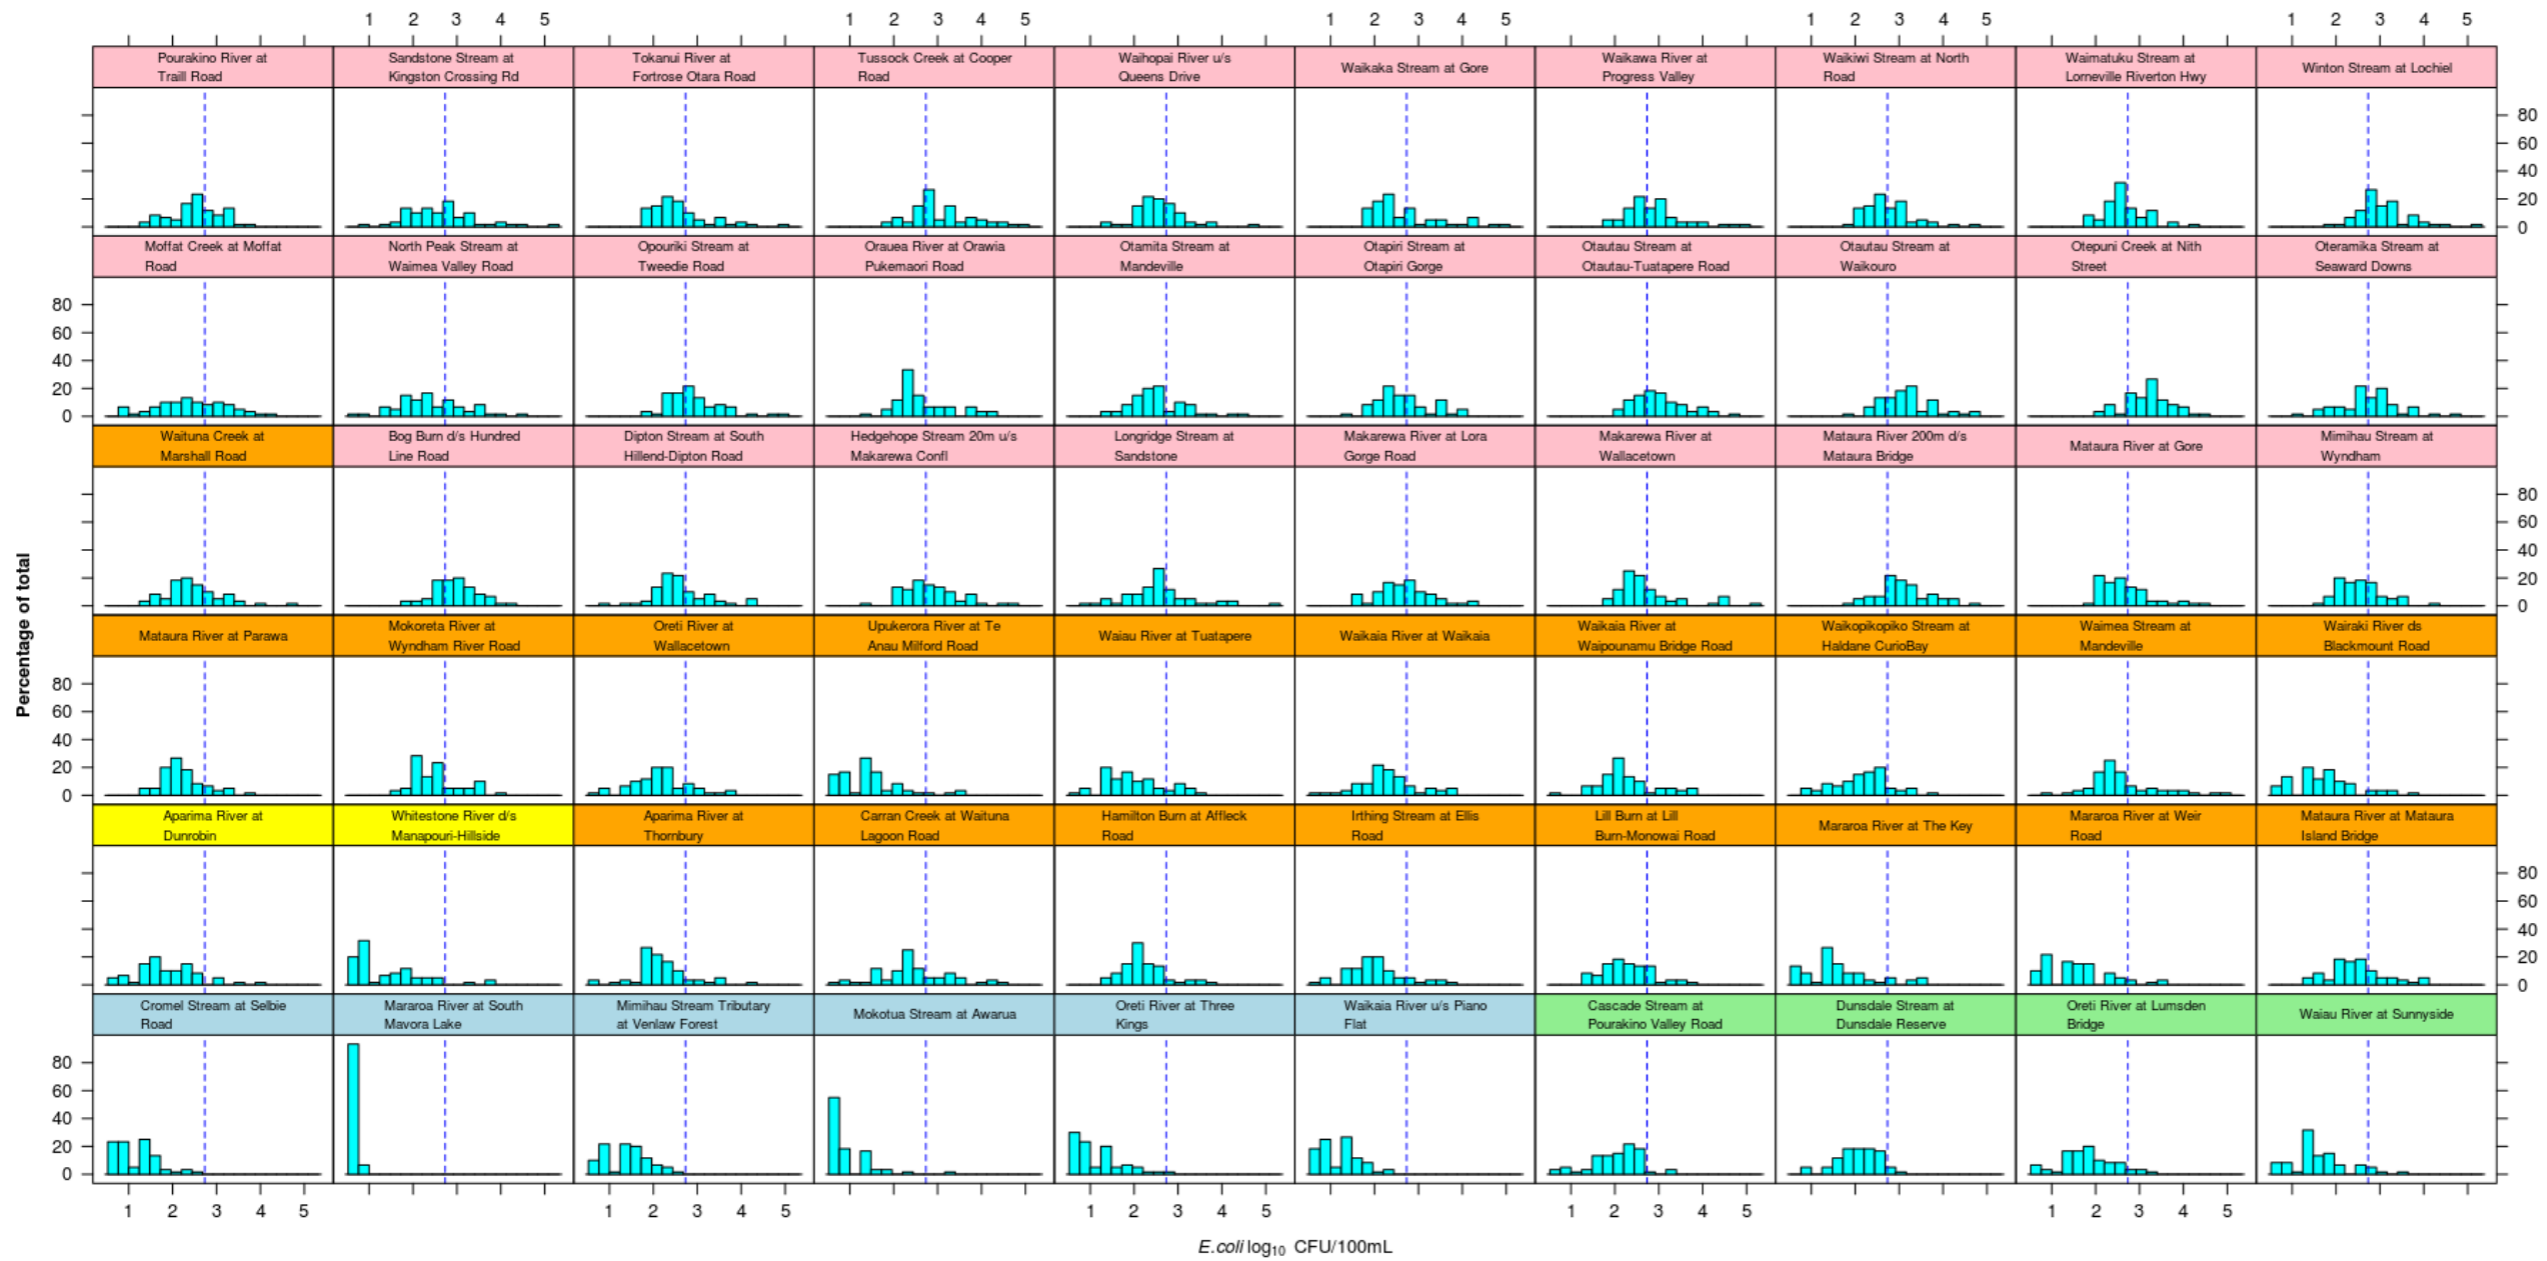 1 2 3 4 5 1 2 3 4 5 1 2 3 4 5 1 2 3 4 5 1 2 3 4 5
Pourakino River at
Traill Road
Sandstone Stream at
Kingston Crossing Rd
Tokanui River at
Fortrose Otara Road
Tussock Creek at Cooper
Road
Waihopai River u/s
Queens Drive
Waikaka Stream at Gore
Waikawa River at
Progress Valley
Waikiwi Stream at North
Road
Waimatuku Stream at
Lorneville Riverton Hwy
Winton Stream at Lochiel
80
60
40
20
0
Moffat Creek at Moffat
Road
North Peak Stream at
Waimea Valley Road
Opouriki Stream at
Tweedie Road
Orauea River at Orawia
Pukemaori Road
Otamita Stream at
Mandeville
Otapiri Stream at
Otapiri Gorge
Otautau Stream at
Otautau-Tuatapere Road
Otautau Stream at
Waikouro
Otepuni Creek at Nith
Street
Oteramika Stream at
Seaward Downs
80
60
40
20
0
Waituna Creek at
Marshall Road
Bog Burn d/s Hundred
Line Road
Dipton Stream at South
Hillend-Dipton Road
Hedgehope Stream 20m u/s
Makarewa Confl
Longridge Stream at
Sandstone
Makarewa River at Lora
Gorge Road
Makarewa River at
Wallacetown
Mataura River 200m d/s
Mataura Bridge
Mataura River at Gore
Mimihau Stream at
Wyndham
80
60
40
20
0
Percentage of total
Mataura River at Parawa
Mokoreta River at
Wyndham River Road
Oreti River at
Wallacetown
Upukerora River at Te
Anau Milford Road
Waiau River at Tuatapere
Waikaia River at Waikaia
Waikaia River at
Waipounamu Bridge Road
Waikopikopiko Stream at
Haldane CurioBay
Waimea Stream at
Mandeville
Wairaki River ds
Blackmount Road
80
60
40
20
0
Aparima River at
Dunrobin
Whitestone River d/s
Manapouri-Hillside
Aparima River at
Thornbury
Carran Creek at Waituna
Lagoon Road
Hamilton Burn at Affleck
Road
Irthing Stream at Ellis
Road
Lill Burn at Lill
Burn-Monowai Road
Mararoa River at The Key
Mararoa River at Weir
Road
Mataura River at Mataura
Island Bridge
80
60
40
20
0
Cromel Stream at Selbie
Road
Mararoa River at South
Mavora Lake
Mimihau Stream Tributary
at Venlaw Forest
Mokotua Stream at Awarua
Oreti River at Three
Kings
Waikaia River u/s Piano
Flat
Cascade Stream at
Pourakino Valley Road
Dunsdale Stream at
Dunsdale Reserve
Oreti River at Lumsden
Bridge
Waiau River at Sunnyside
80
60
40
20
0
1 2 3 4 5 1 2 3 4 5 1 2 3 4 5 1 2 3 4 5 1 2 3 4 5
E.coli log₁₀ CFU/100mL